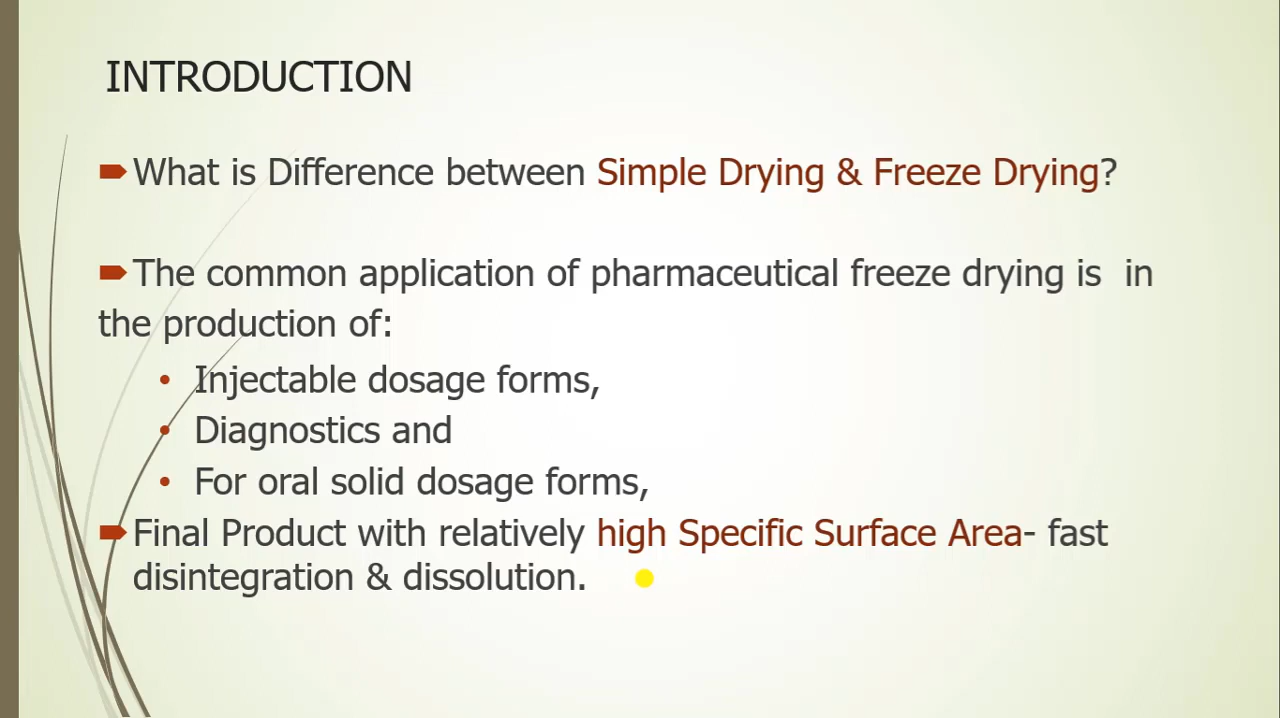 INTRODUCTION
What is Difference between Simple Drying & Freeze Drying?
The common application of pharmaceutical freeze drying is  in
the production of:
• Injectable dosage forms,
• Diagnostics and
• For oral solid dosage forms,
Final Product with relatively high Specific Surface Area- fast
disintegration & dissolution.